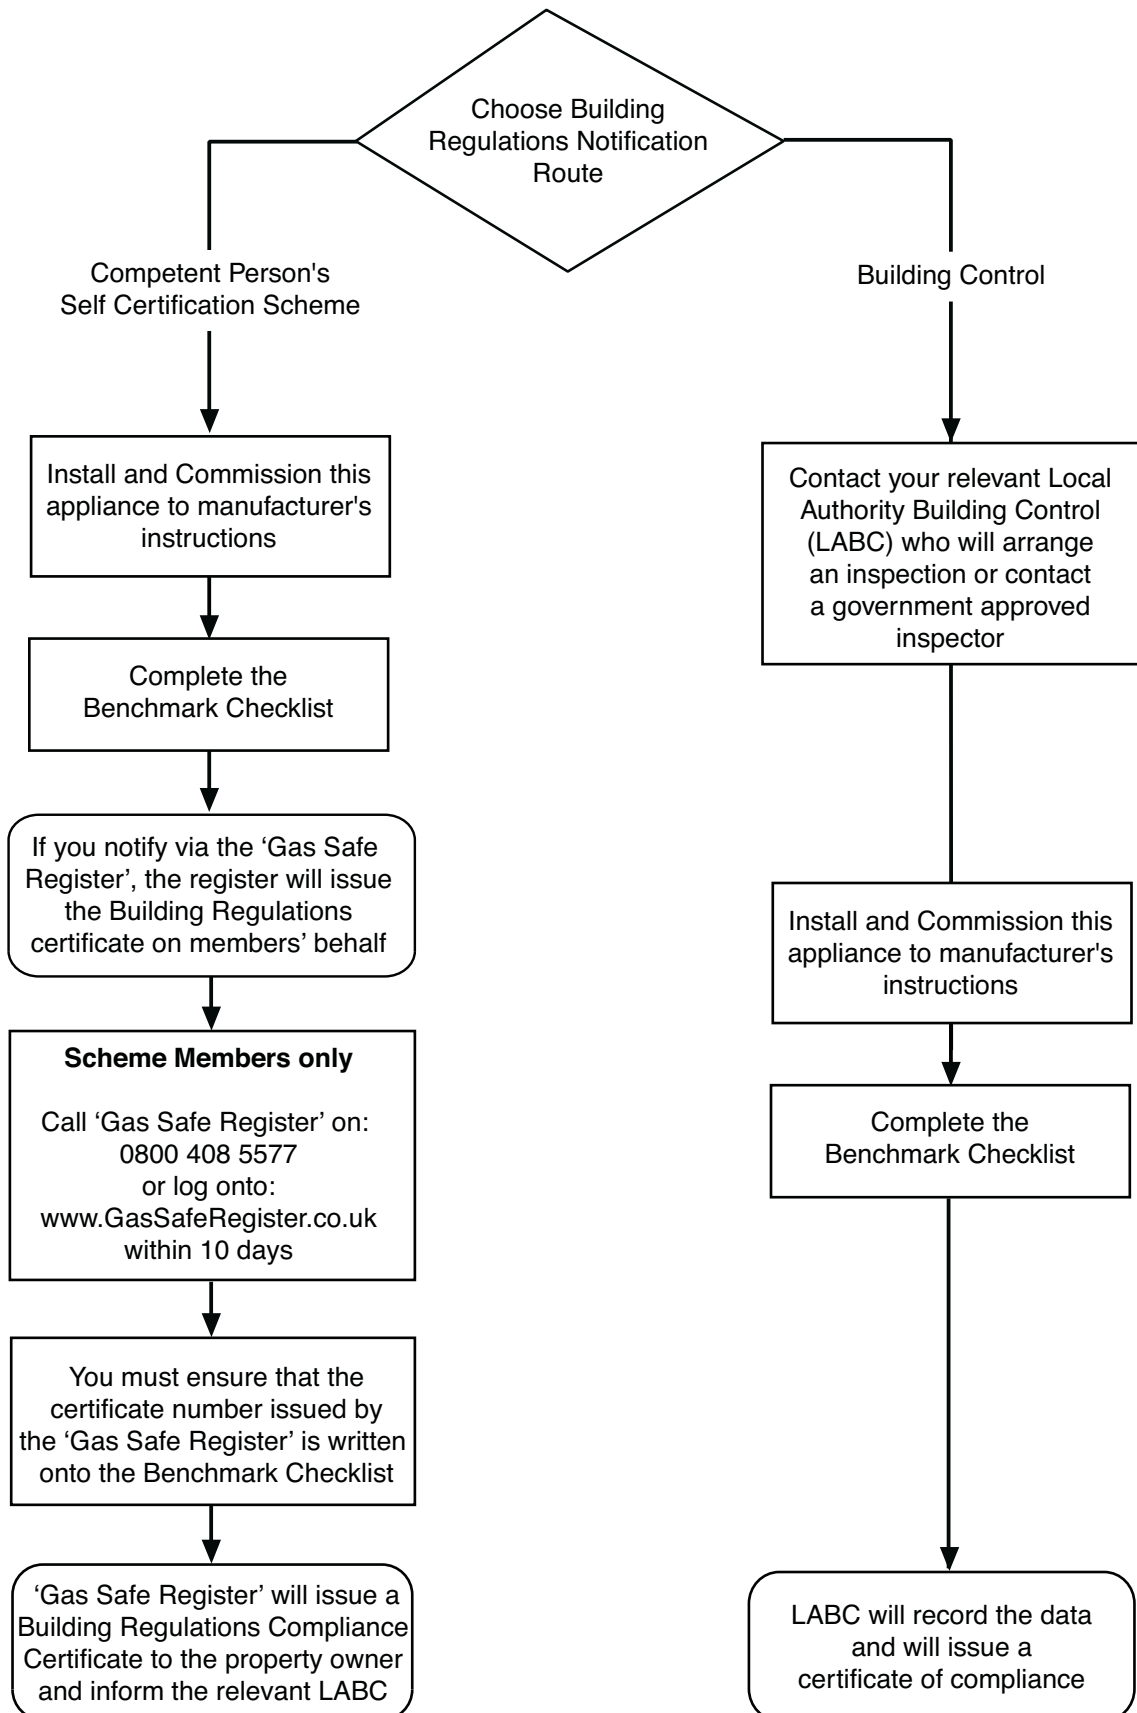 Choose Building
Regulations Notification
Route
Competent Person's
Self Certification Scheme
Building Control
Install and Commission this
appliance to manufacturer's
instructions
Complete the
Benchmark Checklist
If you notify via the ‘Gas Safe
Register’, the register will issue
the Building Regulations
certificate on members’ behalf
Scheme Members only
Call ‘Gas Safe Register’ on:
0800 408 5577
or log onto:
www.GasSafeRegister.co.uk
within 10 days
You must ensure that the
certificate number issued by
the ‘Gas Safe Register’ is written
onto the Benchmark Checklist
‘Gas Safe Register’ will issue a
Building Regulations Compliance
Certificate to the property owner
and inform the relevant LABC
Contact your relevant Local
Authority Building Control
(LABC) who will arrange
an inspection or contact
a government approved
inspector
Install and Commission this
appliance to manufacturer's
instructions
Complete the
Benchmark Checklist
LABC will record the data
and will issue a
certificate of compliance